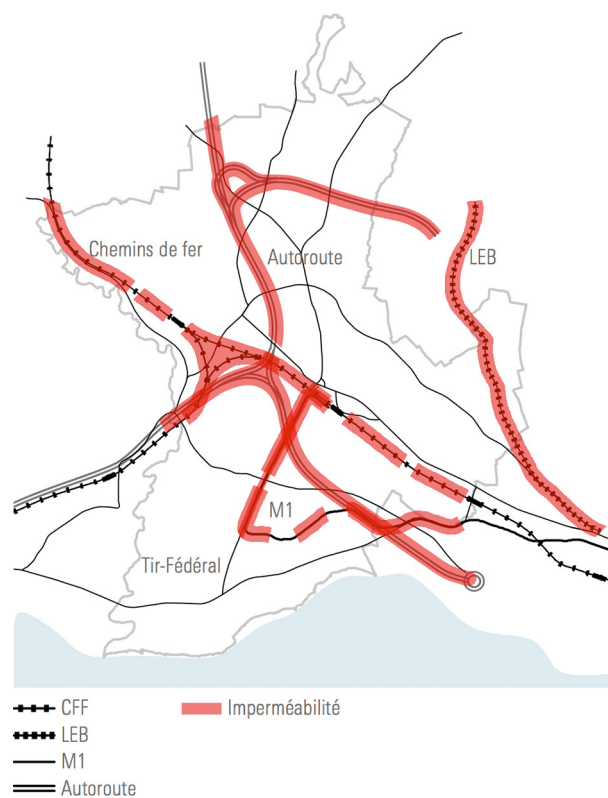 Chemins de fer
Autoroute
LEB
M1
Tir-Fédéral
CFF
Imperméabilité
LEB
M1
Autoroute